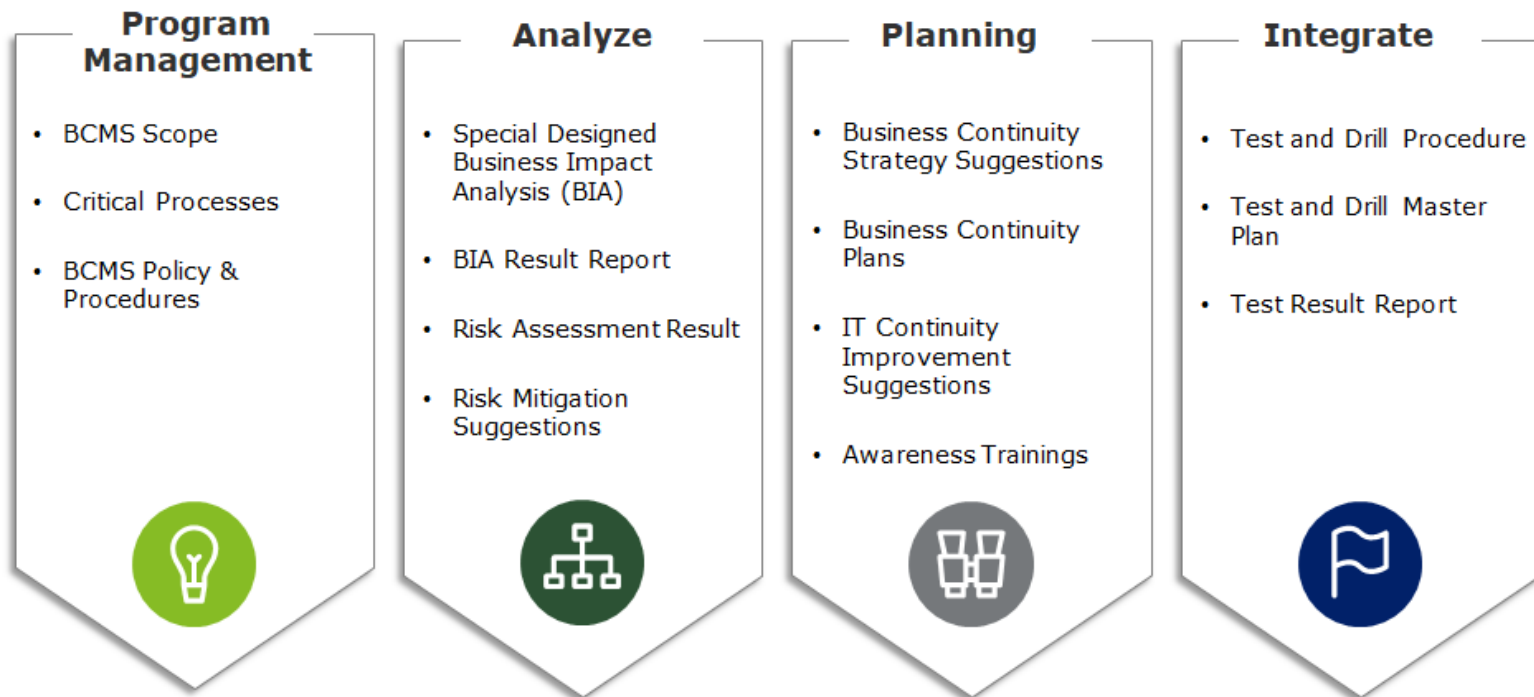 Program
Management
• BCMS Scope
• Critical Processes
• BCMS Policy &
Procedures
Analyze
• Special Designed
Business Impact
Analysis (BIA)
• BIA Result Report
• Risk Assessment Result
• Risk Mitigation
Suggestions
Planning
• Business Continuity
Strategy Suggestions
• Business Continuity
Plans
• IT Continuity
Improvement
Suggestions
• Awareness Trainings
Integrate
• Test and Drill Procedure
• Test and Drill Master
Plan
• Test Result Report